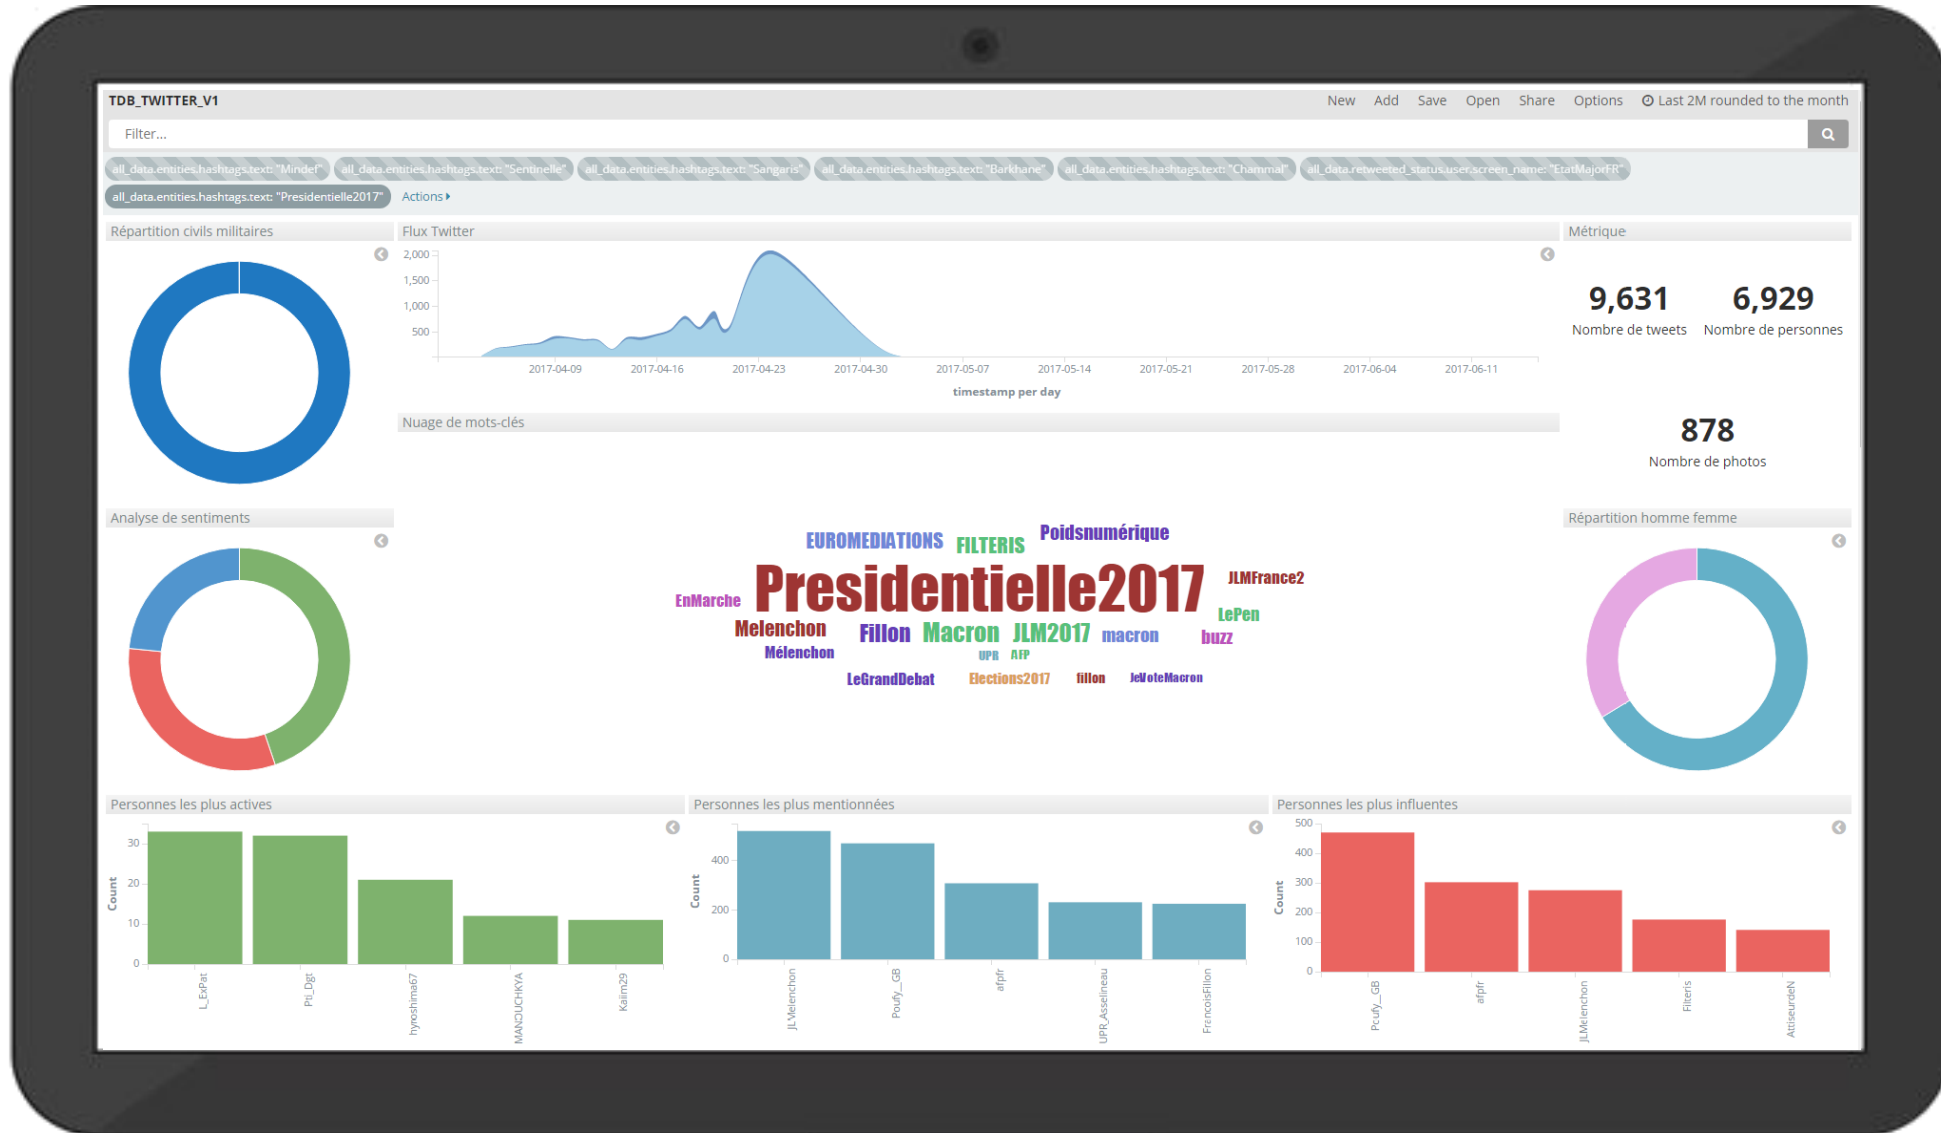 TDB_TWITTER_V1
New Add Save Open Share Options Last 2M rounded to the month
Filter...
all_data.entities.hashtags.text: "Mindef" all_data.entities.hashtags.text: "Sentinelle" all_data.entities.hashtags.text: "Sangaris" all_data.entities.hashtags.text: "Barkhane" all_data.entities.hashtags.text: "Chammal" all_data.retweeted_status.user.screen_name: "EtatMajorFR"
all_data.entities.hashtags.text: "Presidentielle2017" Actions
Répartition civils militaires
Flux Twitter
2,000
1,500
1,000
500
2017-04-09 2017-04-16 2017-04-23 2017-04-30 2017-05-07 2017-05-14 2017-05-21 2017-05-28 2017-06-04 2017-06-11
timestamp per day
Métrique
9,631 6,929
Nombre de tweets Nombre de personnes
878
Nombre de photos
Analyse de sentiments
Nuage de mots-clés
EUROMEDIATIONS FILTERIS Poidsnumérique
Presidentielle2017 JLMFrance2
EnMarche LePen
Melenchon Fillon Macron JLM2017 macron buzz
Mélenchon UPR AFP
LeGrandDebat Elections2017 fillon JeVoteMacron
Répartition homme femme
Personnes les plus actives
30
20
10
0
Count
L_ExPat Pti_Dgt hyroshima67 MANOUCHKYA Kaiim29
Personnes les plus mentionnées
400
200
0
Count
JLMelenchon Poufy__GB afpfr UPR_Asselineau FrancoisFillon
Personnes les plus influentes
500
400
300
200
100
0
Count
Poufy__GB afpfr JLMelenchon Filteris AttiseurdeN